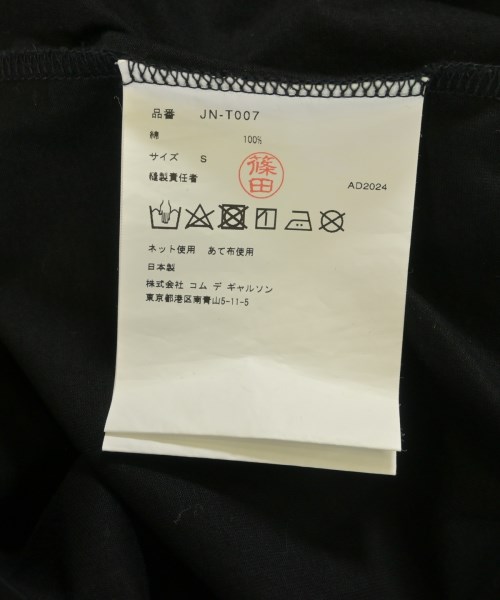 品番 JN-T007
綿 100%
サイズ S
縫製責任者 篠田 AD2024
ネット使用 あて布使用
日本製
株式会社 コム デ ギャルソン
東京都港区南青山5-11-5